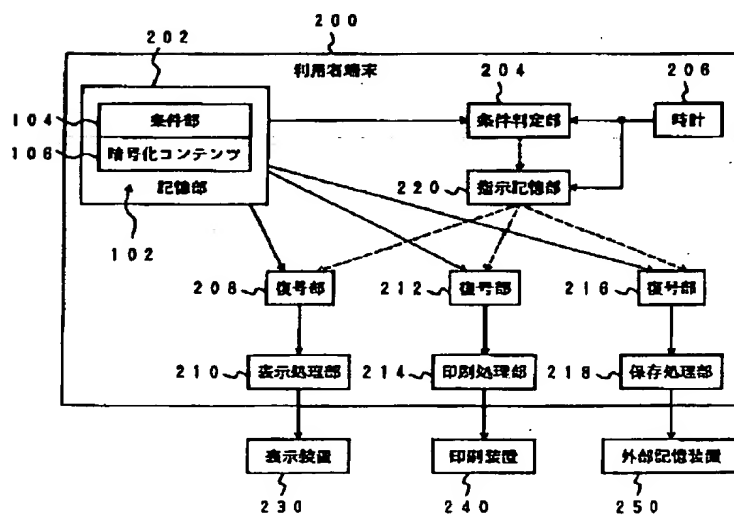 200
202
利用者端末
204
206
104
条件部
条件判定部
時計
106
暗号化コンテンツ
220
指示記憶部
記憶部
102
208
復号部
212
復号部
216
復号部
210
表示処理部
214
印刷処理部
218
保存処理部
表示装置
印刷装置
外部記憶装置
230
240
250